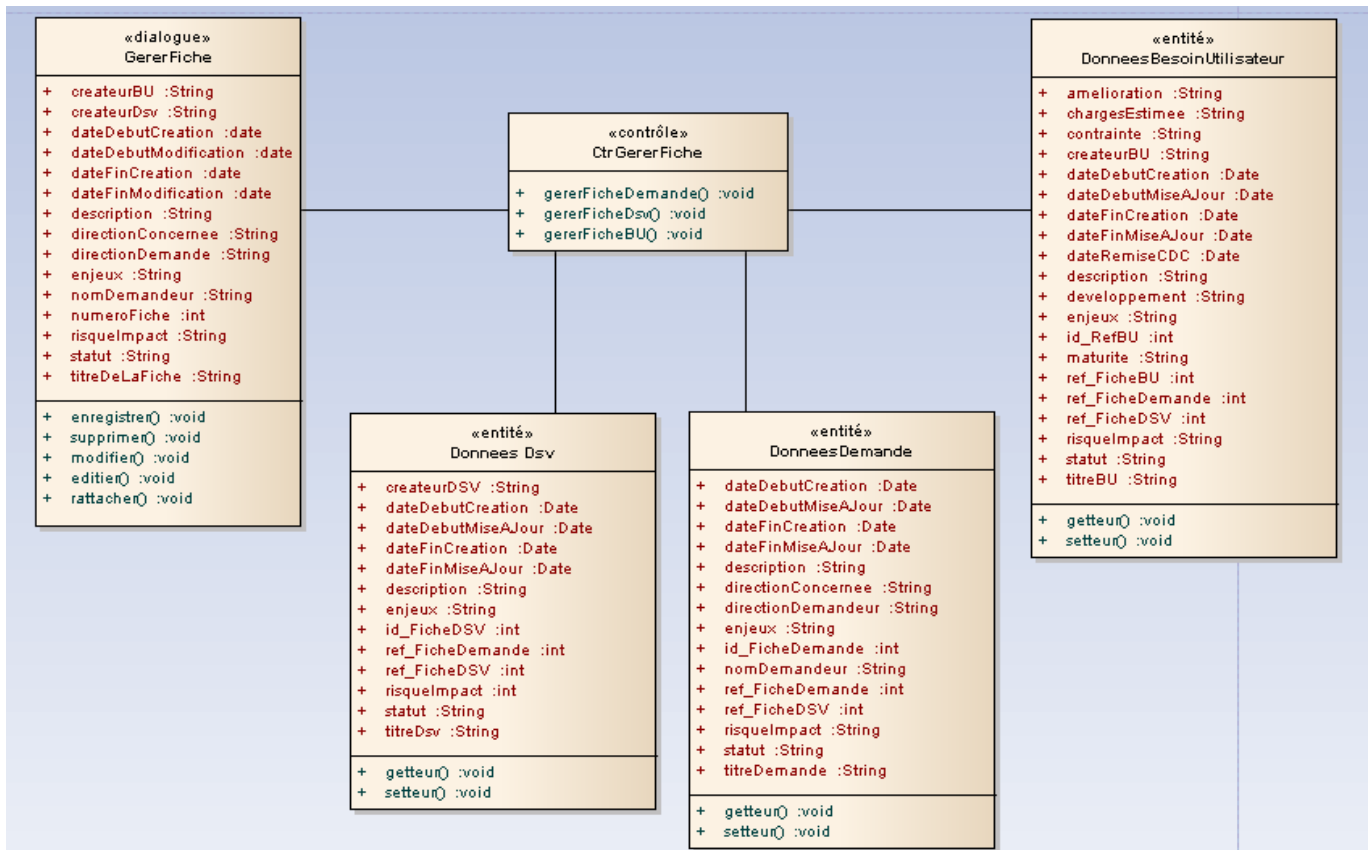 «dialogue»
GererFiche
+ createurBU :String
+ createurDsv :String
+ dateDebutCreation :date
+ dateDebutModification :date
+ dateFinCreation :date
+ dateFinModification :date
+ description :String
+ directionConcernee :String
+ directionDemande :String
+ enjeux :String
+ nomDemandeur :String
+ numeroFiche :int
+ risqueImpact :String
+ statut :String
+ titreDeLaFiche :String
+ enregistrer() :void
+ supprimer() :void
+ modifier() :void
+ editier() :void
+ rattacher() :void
«contrôle»
CtrGererFiche
+ gererFicheDemande() :void
+ gererFicheDsv() :void
+ gererFicheBU() :void
«entité»
DonneesBesoinUtilisateur
+ amelioration :String
+ chargesEstimee :String
+ contrainte :String
+ createurBU :String
+ dateDebutCreation :Date
+ dateDebutMiseAJour :Date
+ dateFinCreation :Date
+ dateFinMiseAJour :Date
+ dateRemiseCDC :Date
+ description :String
+ developpement :String
+ enjeux :String
+ id_RefBU :int
+ maturite :String
+ ref_FicheBU :int
+ ref_FicheDemande :int
+ ref_FicheDSV :int
+ risqueImpact :String
+ statut :String
+ titreBU :String
+ getteur() :void
+ setteur() :void
«entité»
Donnees Dsv
+ createurDSV :String
+ dateDebutCreation :Date
+ dateDebutMiseAJour :Date
+ dateFinCreation :Date
+ dateFinMiseAJour :Date
+ description :String
+ enjeux :String
+ id_FicheDSV :int
+ ref_FicheDemande :int
+ ref_FicheDSV :int
+ risqueImpact :int
+ statut :String
+ titreDsv :String
+ getteur() :void
+ setteur() :void
«entité»
DonneesDemande
+ dateDebutCreation :Date
+ dateDebutMiseAJour :Date
+ dateFinCreation :Date
+ dateFinMiseAJour :Date
+ description :String
+ directionConcernee :String
+ directionDemandeur :String
+ enjeux :String
+ id_FicheDemande :int
+ nomDemandeur :String
+ ref_FicheDemande :int
+ ref_FicheDSV :int
+ risqueImpact :String
+ statut :String
+ titreDemande :String
+ getteur() :void
+ setteur() :void